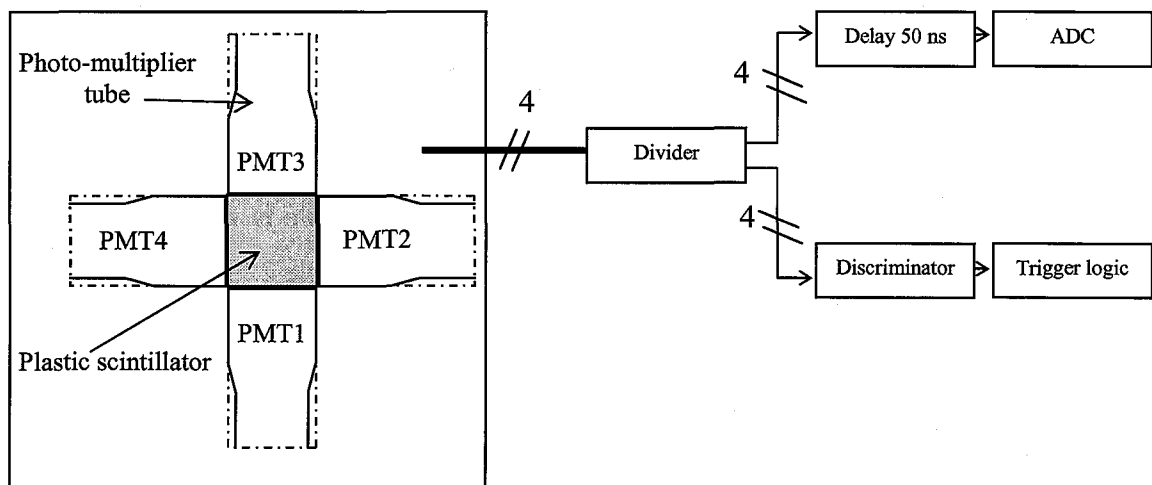 Photo-multiplier
tube
PMT3
PMT4
PMT2
PMT1
Plastic scintillator
4
Divider
4
Delay 50 ns
ADC
4
Discriminator
Trigger logic